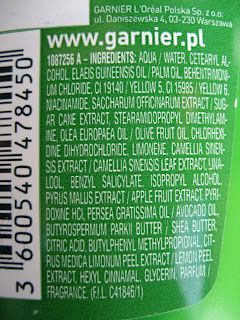 GARNIER L'Oréal Polska Sp. z o.o.
ul. Daniszewska 4, 03-230 Warszawa
www.garnier.pl
1087256 A - INGREDIENTS: AQUA / WATER, CETEARYL AL-
COHOL, ELAEIS GUINEENSIS OIL / PALM OIL, BEHENTRIMONI-
UM CHLORIDE, CI 19140 / YELLOW 5, CI 15985 / YELLOW 6,
NIACINAMIDE, SACCHARUM OFFICINARUM EXTRACT / SUG-
AR CANE EXTRACT, STEARAMIDOPROPYL DIMETHYL-
AMINE, OLEA EUROPAEA OIL / OLIVE FRUIT OIL, CHLORHEXI-
DINE DIHYDROCHLORIDE, LIMONENE, CAMELLIA SINEN-
SIS EXTRACT / CAMELLIA SINENSIS LEAF EXTRACT, LINA-
LOOL, BENZYL SALICYLATE, ISOPROPYL ALCOHOL,
PYRUS MALUS EXTRACT / APPLE FRUIT EXTRACT, PYRI-
DOXINE HCI, PERSEA GRATISSIMA OIL / AVOCADO OIL,
BUTYROSPERMUM PARKII BUTTER / SHEA BUTTER,
CITRIC ACID, BUTYLPHENYL METHYLPROPIONAL, CIT-
RUS MEDICA LIMONUM PEEL EXTRACT / LEMON PEEL
EXTRACT, HEXYL CINNAMAL, GLYCERIN, PARFUM /
FRAGRANCE. (F.I.L. C41846/1)
3 600540 478450